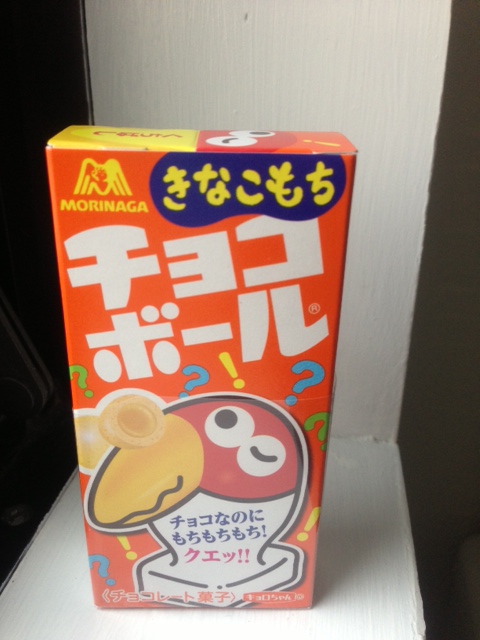 MORINAGA
きなこもち
チョコ
ボール®
?
?
!
?
?
チョコなのに
もちもちもち!
クエッ!!
!
!
?
〈チョコレート菓子〉
キョロちゃん®